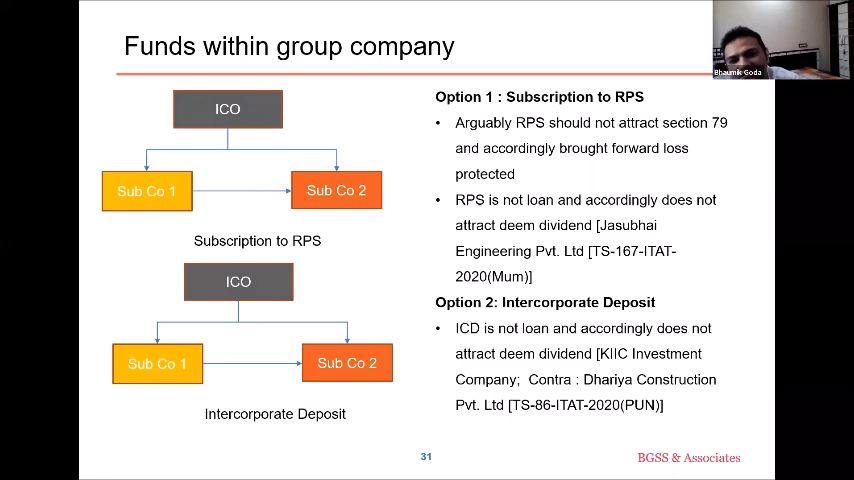 Funds within group company
Bhaumik Goda
ICO
Sub Co 1
Sub Co 2
Subscription to RPS
ICO
Sub Co 1
Sub Co 2
Intercorporate Deposit
Option 1 : Subscription to RPS
• Arguably RPS should not attract section 79
and accordingly brought forward loss
protected
• RPS is not loan and accordingly does not
attract deem dividend [Jasubhai
Engineering Pvt. Ltd [TS-167-ITAT-
2020(Mum)]
Option 2: Intercorporate Deposit
• ICD is not loan and accordingly does not
attract deem dividend [KIIC Investment
Company; Contra : Dhariya Construction
Pvt. Ltd [TS-86-ITAT-2020(PUN)]
31
BGSS & Associates